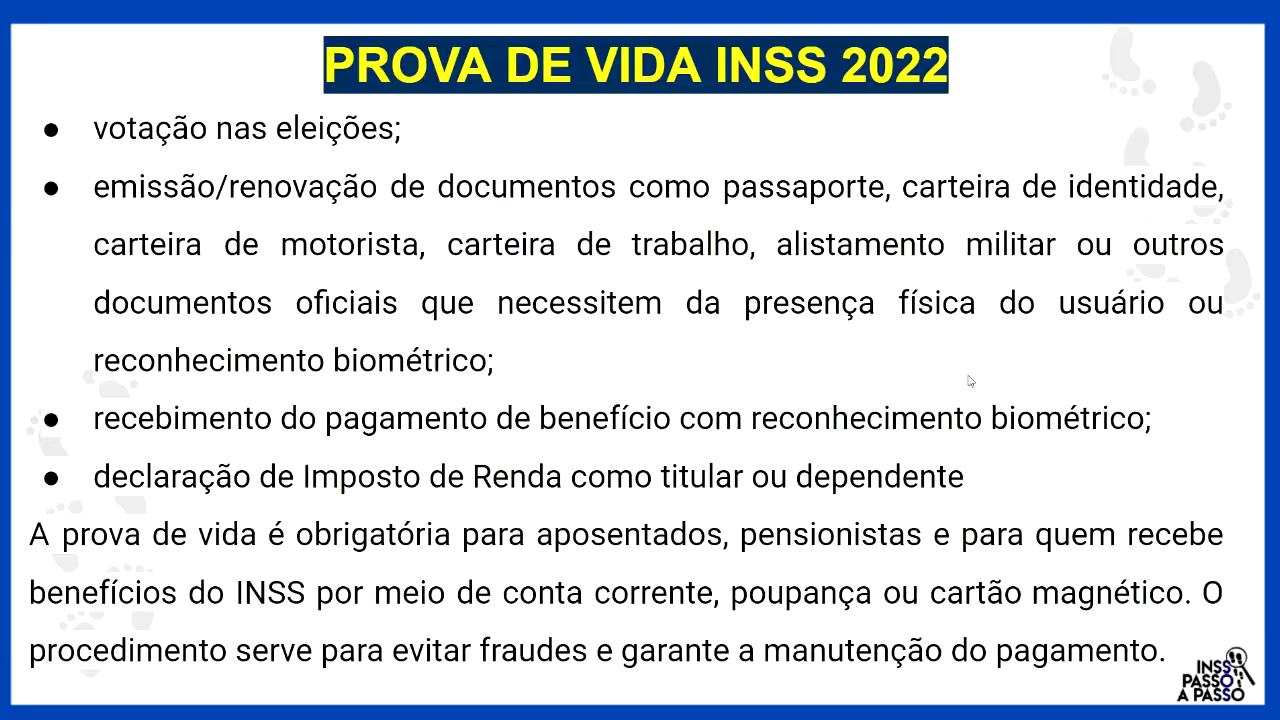 PROVA DE VIDA INSS 2022
● votação nas eleições;
● emissão/renovação de documentos como passaporte, carteira de identidade,
carteira de motorista, carteira de trabalho, alistamento militar ou outros
documentos oficiais que necessitem da presença física do usuário ou
reconhecimento biométrico;
● recebimento do pagamento de benefício com reconhecimento biométrico;
● declaração de Imposto de Renda como titular ou dependente
A prova de vida é obrigatória para aposentados, pensionistas e para quem recebe
benefícios do INSS por meio de conta corrente, poupança ou cartão magnético. O
procedimento serve para evitar fraudes e garante a manutenção do pagamento.
INSS
PASSO
A PASSO